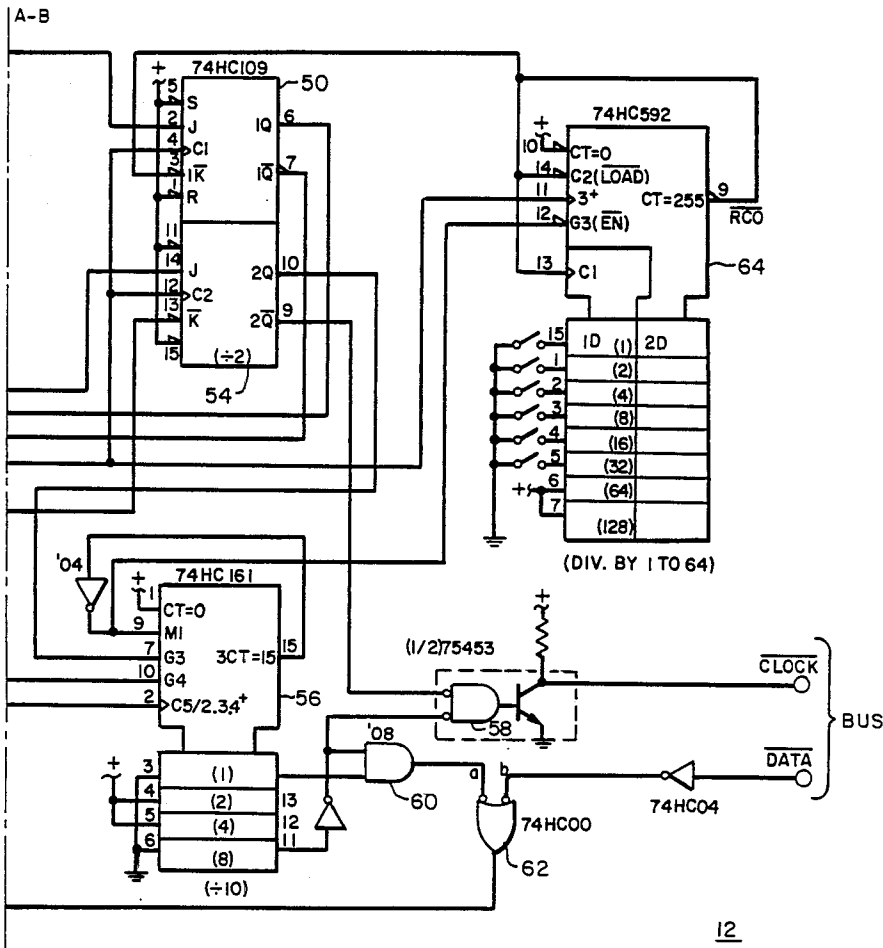 A-B
74HC109
50
+
5
S
2
J
4
C1
3
1K̅
1
R
1Q
6
1Q̅
7
11
14
J
12
C2
13
K̅
15
2Q
10
2Q̅
9
(÷2)
54
74HC592
+
10
CT=0
14
C2(L̅O̅A̅D̅)
11
3+
12
G3(E̅N̅)
CT=255
9
R̅C̅O̅
13
C1
64
15
1D
(1)
2D
1
(2)
2
(4)
3
(8)
4
(16)
5
(32)
+
6
(64)
7
(128)
(DIV. BY 1 TO 64)
'04
74HC161
+
1
CT=0
9
M1
7
G3
3CT=15
15
10
G4
2
C5/2,3,4+
56
+
3
(1)
4
(2)
13
5
(4)
12
6
(8)
11
(÷10)
'08
60
(1/2)75453
58
+
C̅L̅O̅C̅K̅
BUS
D̅A̅T̅A̅
74HC04
a
b
74HC00
62
12